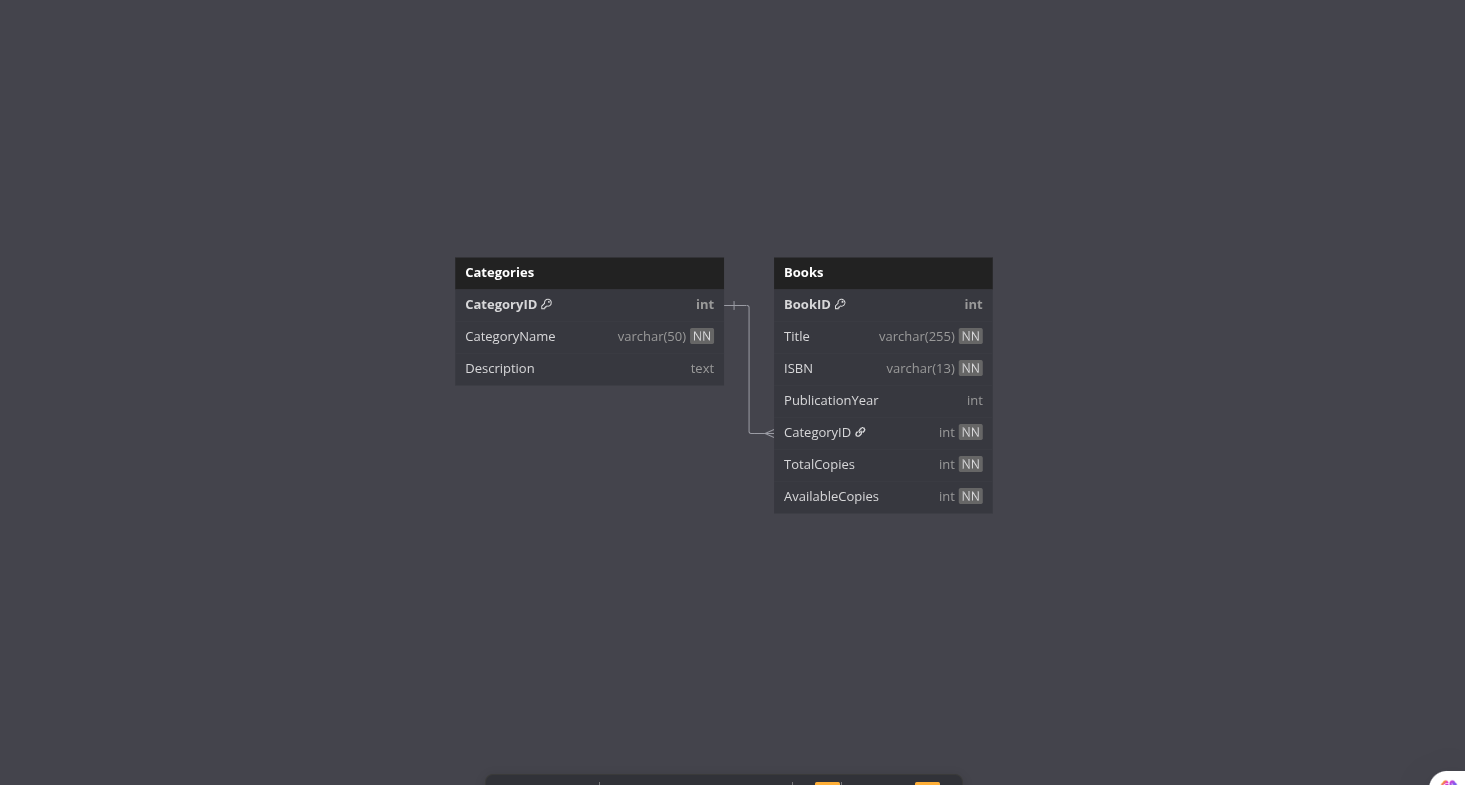 Categories
CategoryID int
CategoryName varchar(50) NN
Description text
Books
BookID int
Title varchar(255) NN
ISBN varchar(13) NN
PublicationYear int
CategoryID int NN
TotalCopies int NN
AvailableCopies int NN